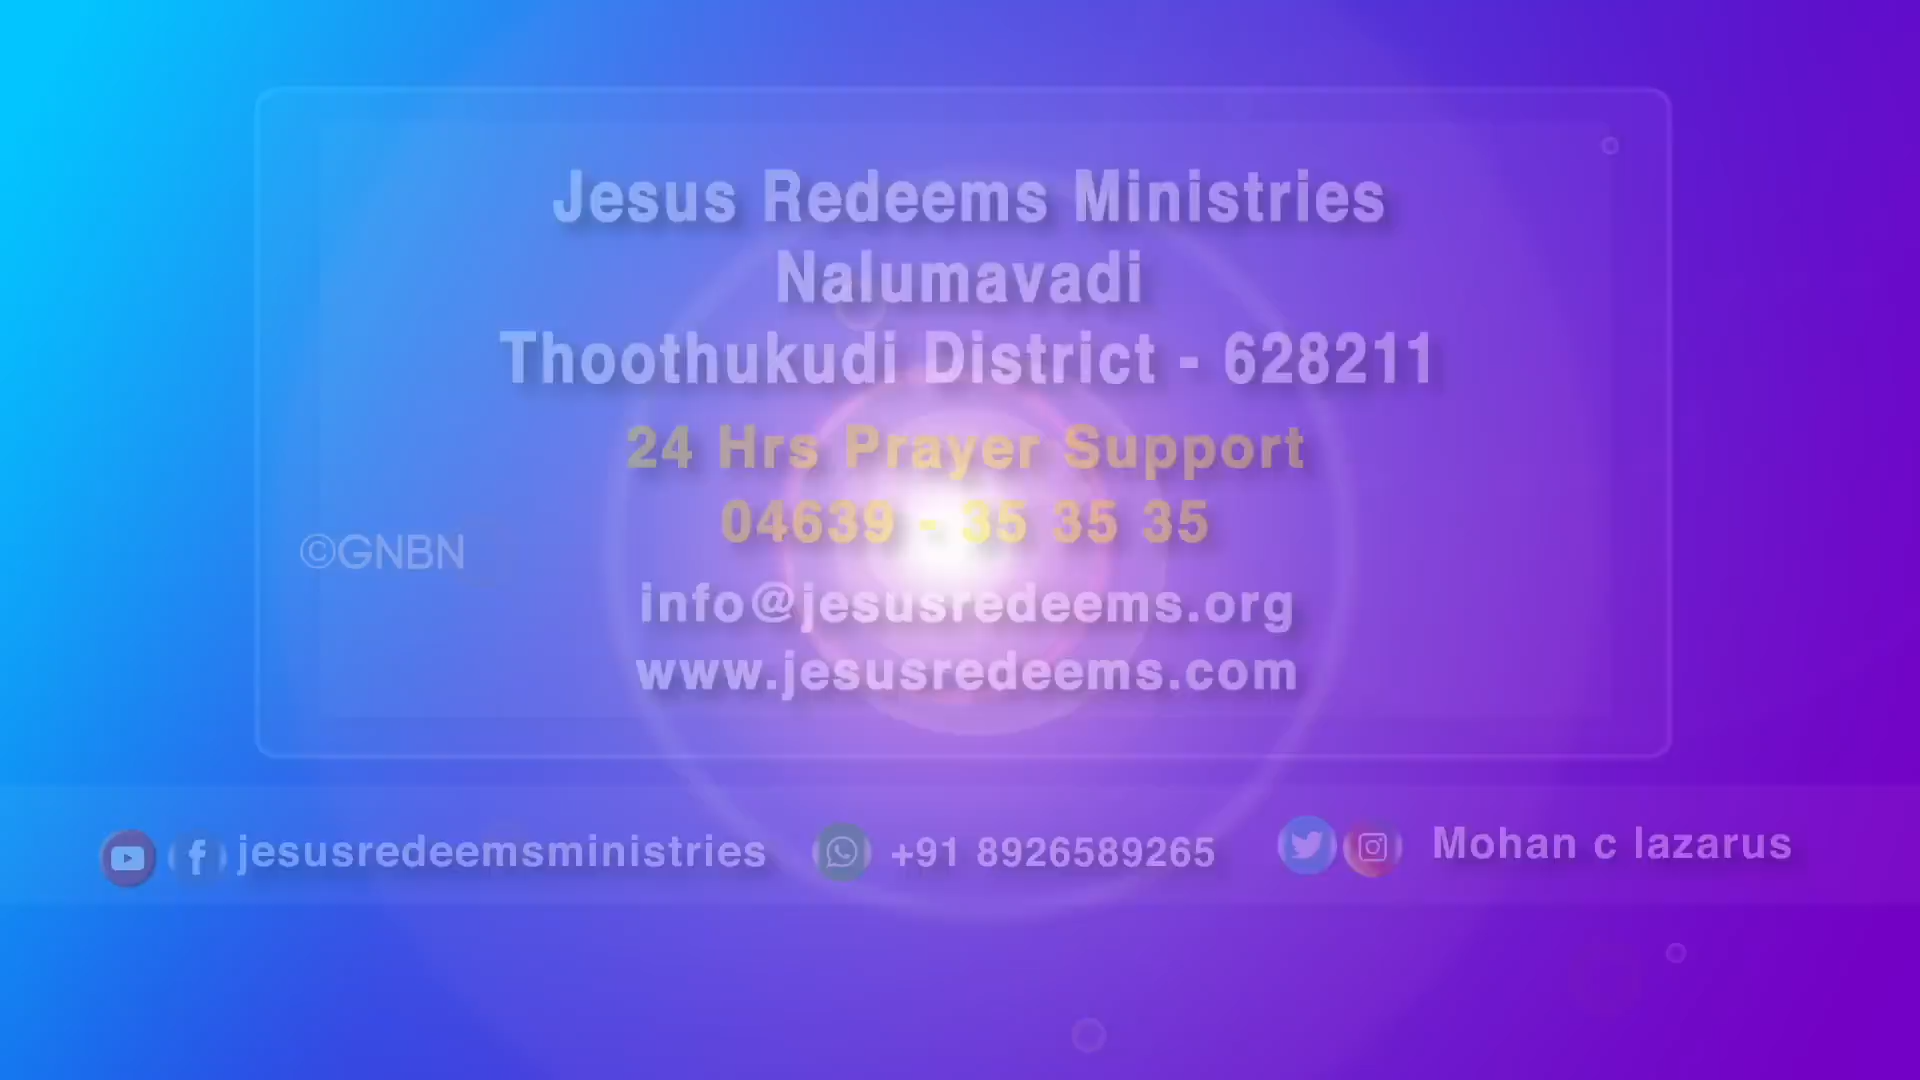 Jesus Redeems Ministries
Nalumavadi
Thoothukudi District - 628211
24 Hrs Prayer Support
04639 - 35 35 35
©GNBN
info@jesusredeems.org
www.jesusredeems.com
jesusredeemsministries +91 8926589265 Mohan c lazarus